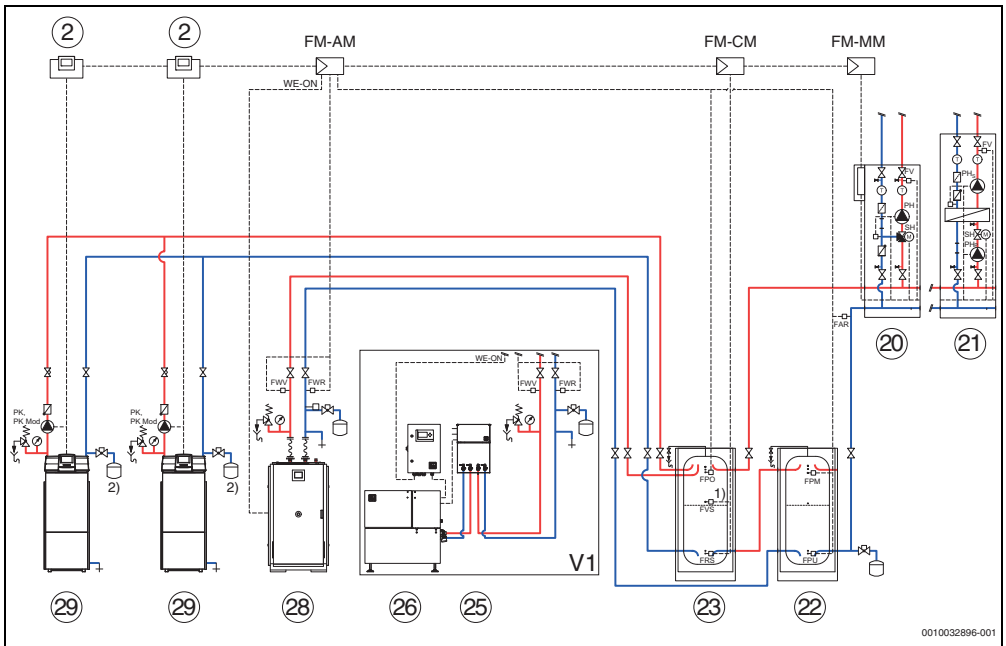 2
2
FM-AM
FM-CM
FM-MM
WE-ON
FV
T
T
PH
SH
M
T
T
FV
PHS
SH
M
PH
20
21
FAR
WE-ON
FWV
FWR
FWV
FWR
PK,
PK Mod
PK,
PK Mod
2)
2)
FPO
1)
FVS
FRS
FPM
FPU
V1
29
29
28
26
25
23
22
0010032896-001